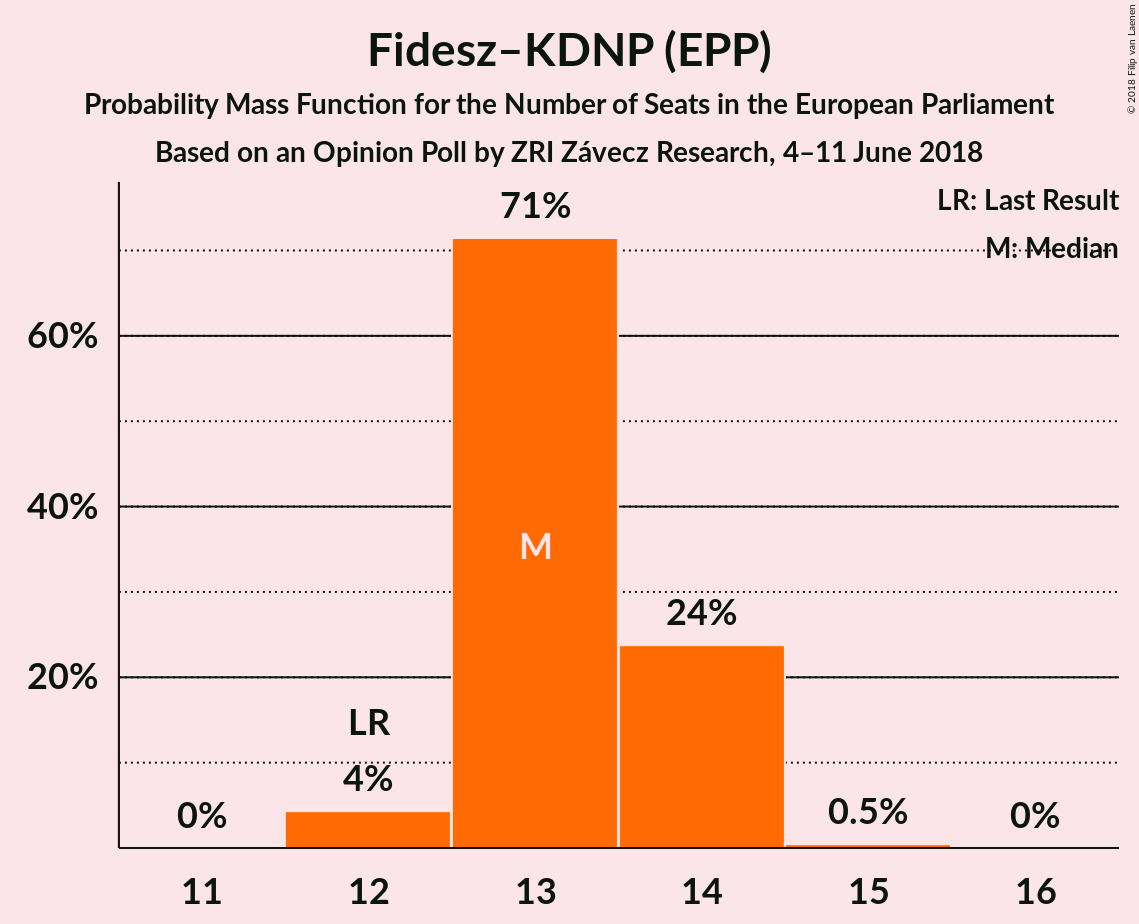 Fidesz–KDNP (EPP)
Probability Mass Function for the Number of Seats in the European Parliament
Based on an Opinion Poll by ZRI Závecz Research, 4–11 June 2018
© 2018 Filip van Laenen
LR: Last Result
M: Median
71%
60%
40%
M
24%
20%
LR
4%
0%
0.5%
0%
11
12
13
14
15
16